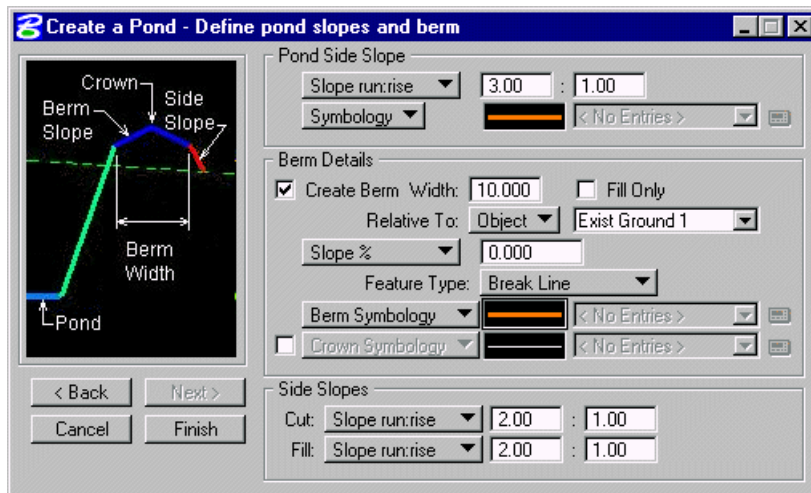 Create a Pond - Define pond slopes and berm
Crown
Berm Slope
Side Slope
Berm Width
Pond
< Back Next >
Cancel Finish
Pond Side Slope
Slope run:rise 3.00 : 1.00
Symbology < No Entries >
Berm Details
Create Berm Width: 10.000 Fill Only
Relative To: Object Exist Ground 1
Slope % 0.000
Feature Type: Break Line
Berm Symbology < No Entries >
Crown Symbology < No Entries >
Side Slopes
Cut: Slope run:rise 2.00 : 1.00
Fill: Slope run:rise 2.00 : 1.00